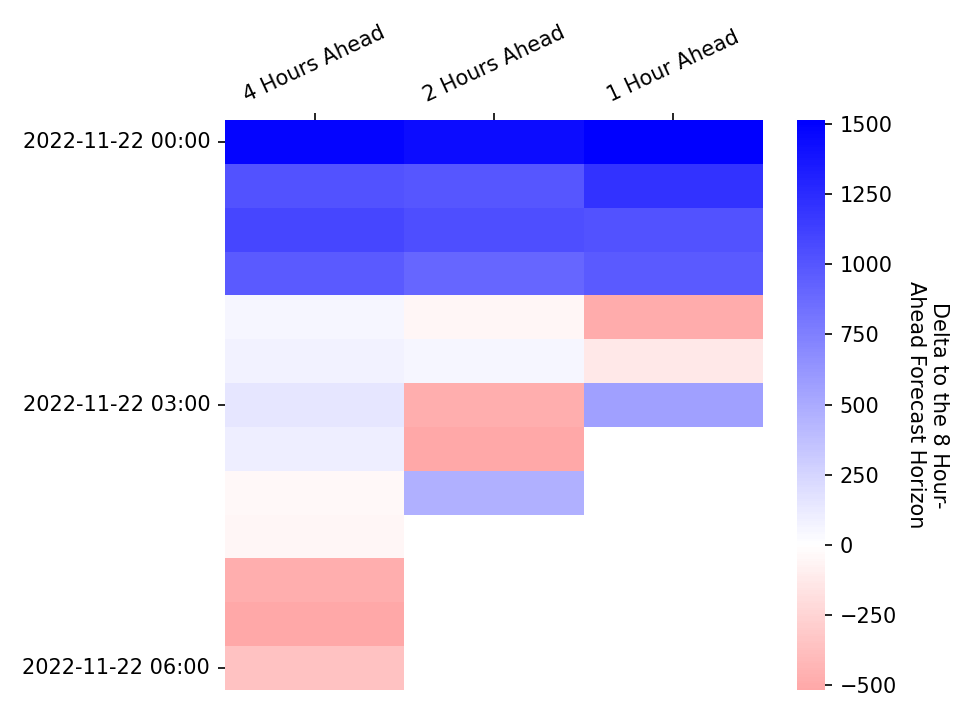 4 Hours Ahead
2 Hours Ahead
1 Hour Ahead
2022-11-22 00:00
2022-11-22 03:00
2022-11-22 06:00
1500
1250
1000
750
500
250
0
−250
−500
Delta to the 8 Hour-
Ahead Forecast Horizon